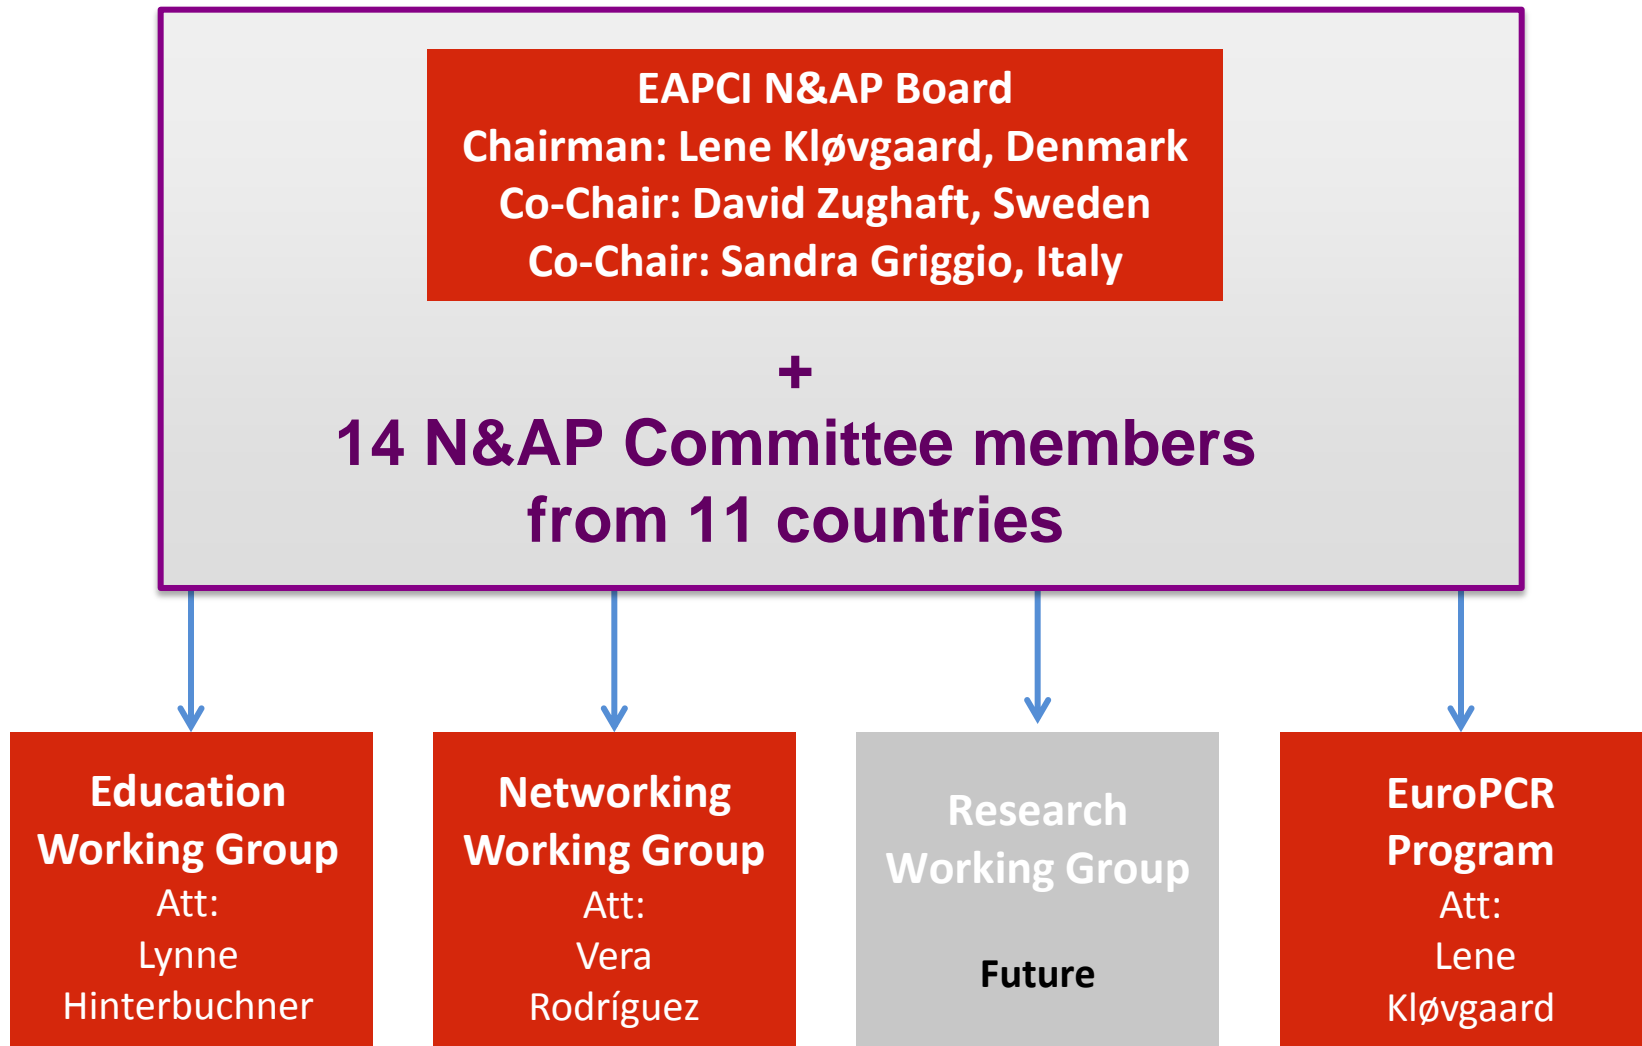 EAPCI N&AP Board
Chairman: Lene Kløvgaard, Denmark
Co-Chair: David Zughaft, Sweden
Co-Chair: Sandra Griggio, Italy
+
14 N&AP Committee members
from 11 countries
Education
Working Group
Att:
Lynne
Hinterbuchner
Networking
Working Group
Att:
Vera
Rodríguez
Research
Working Group
Future
EuroPCR
Program
Att:
Lene
Kløvgaard